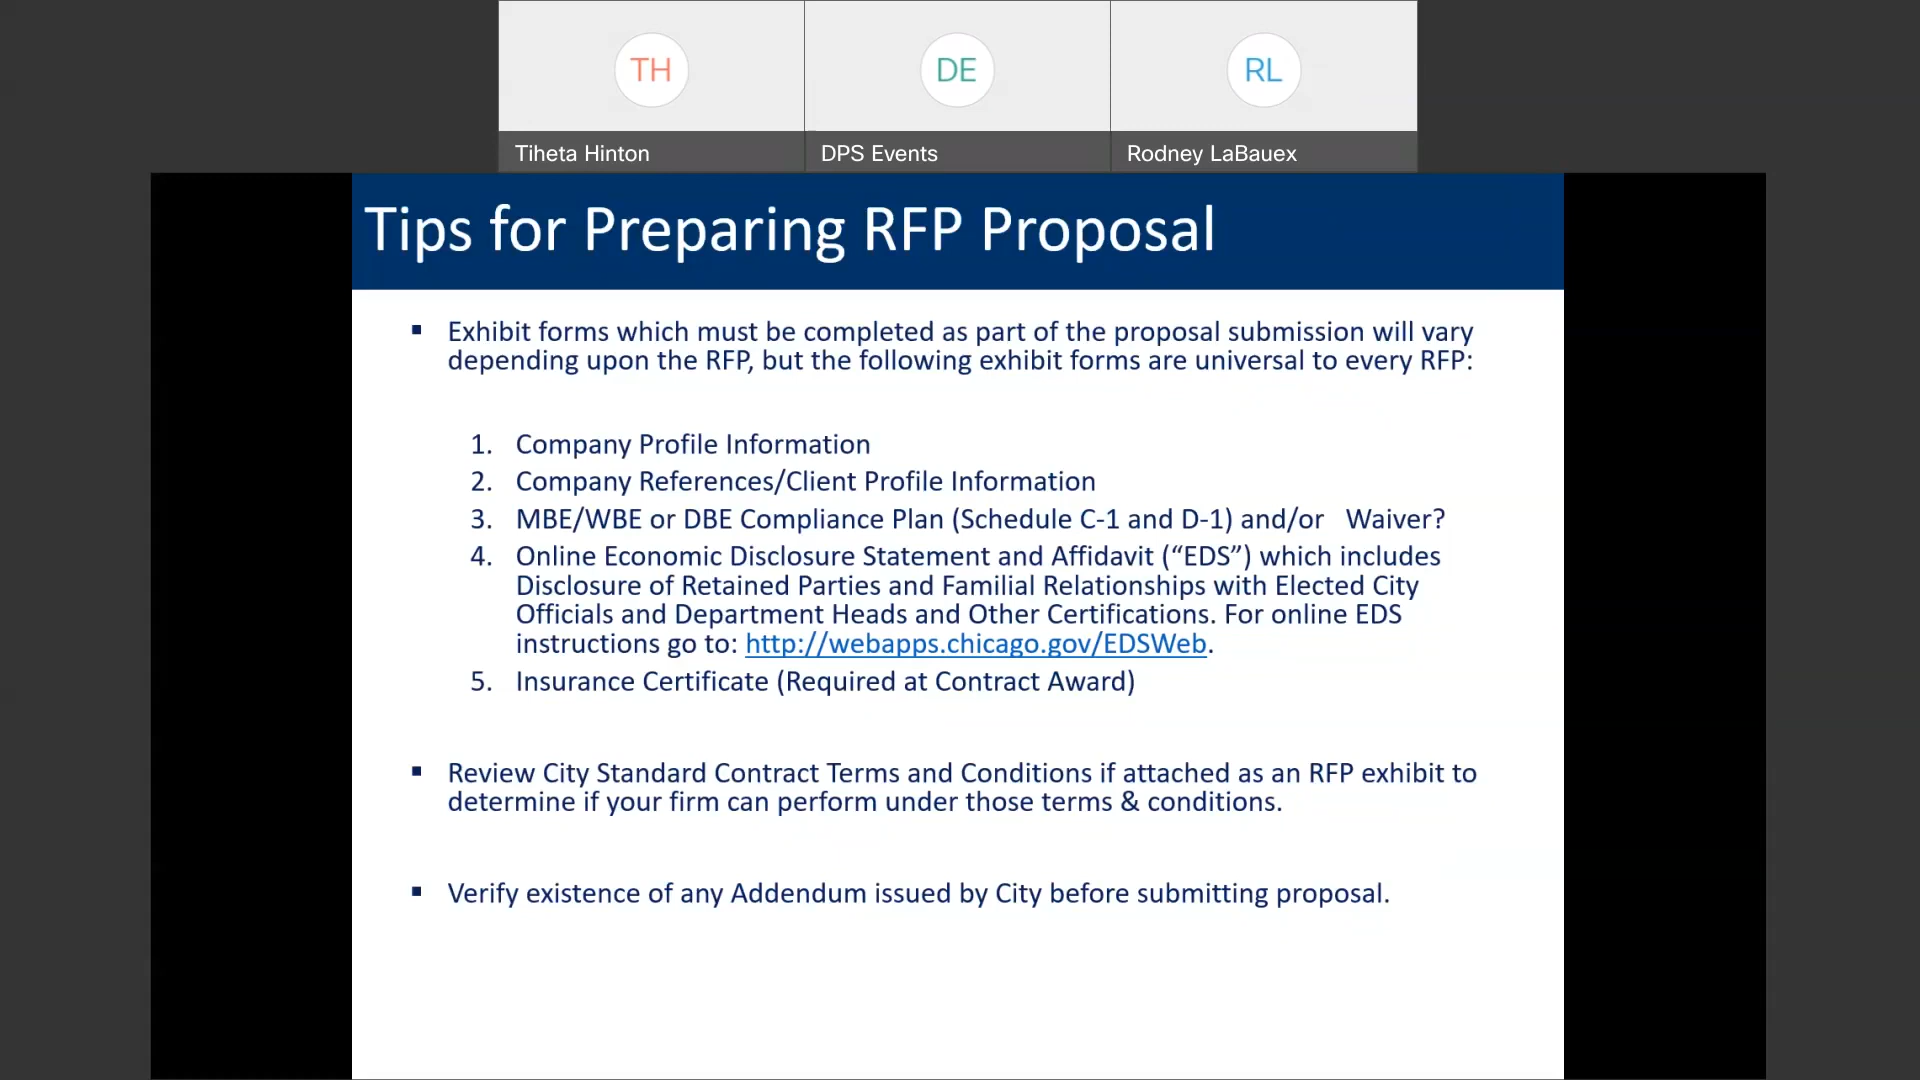 TH
DE
RL
Tiheta Hinton
DPS Events
Rodney LaBauex
Tips for Preparing RFP Proposal
▪ Exhibit forms which must be completed as part of the proposal submission will vary
depending upon the RFP, but the following exhibit forms are universal to every RFP:
1. Company Profile Information
2. Company References/Client Profile Information
3. MBE/WBE or DBE Compliance Plan (Schedule C-1 and D-1) and/or Waiver?
4. Online Economic Disclosure Statement and Affidavit (“EDS”) which includes
Disclosure of Retained Parties and Familial Relationships with Elected City
Officials and Department Heads and Other Certifications. For online EDS
instructions go to: http://webapps.chicago.gov/EDSWeb.
5. Insurance Certificate (Required at Contract Award)
▪ Review City Standard Contract Terms and Conditions if attached as an RFP exhibit to
determine if your firm can perform under those terms & conditions.
▪ Verify existence of any Addendum issued by City before submitting proposal.